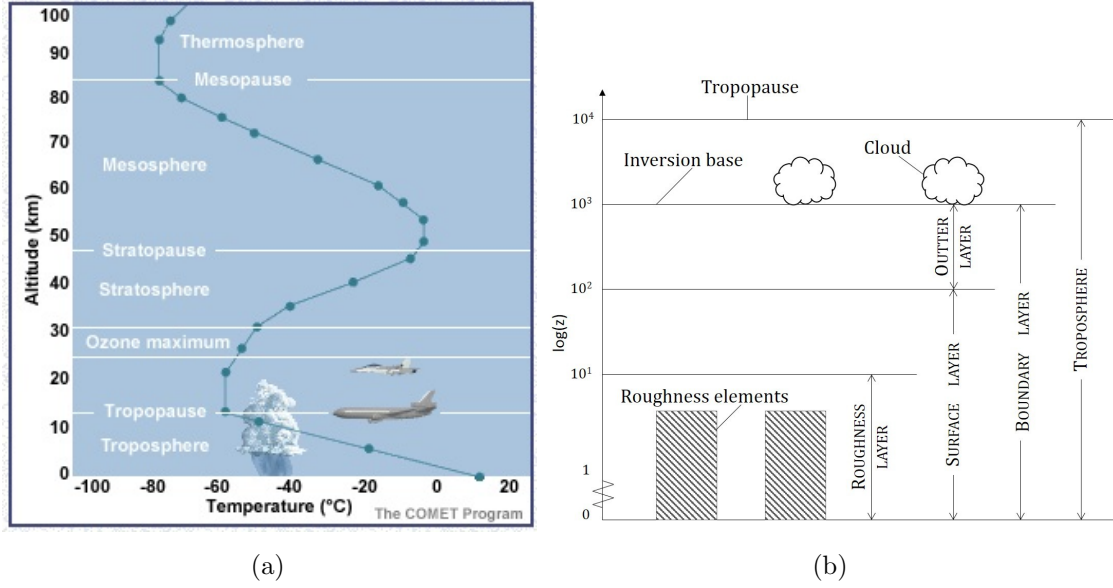 100
90
80
70
60
50
40
30
20
10
0
Altitude (km)
Thermosphere
Mesopause
Mesosphere
Stratopause
Stratosphere
Ozone maximum
Tropopause
Troposphere
-100 -80 -60 -40 -20 0 20
Temperature (°C)
The COMET Program
(a)
Tropopause
10⁴
Inversion base
Cloud
10³
OUTTER LAYER
10²
log(z)
10¹
Roughness elements
1
0
ROUGHNESS LAYER
SURFACE LAYER
BOUNDARY LAYER
TROPOSPHERE
(b)